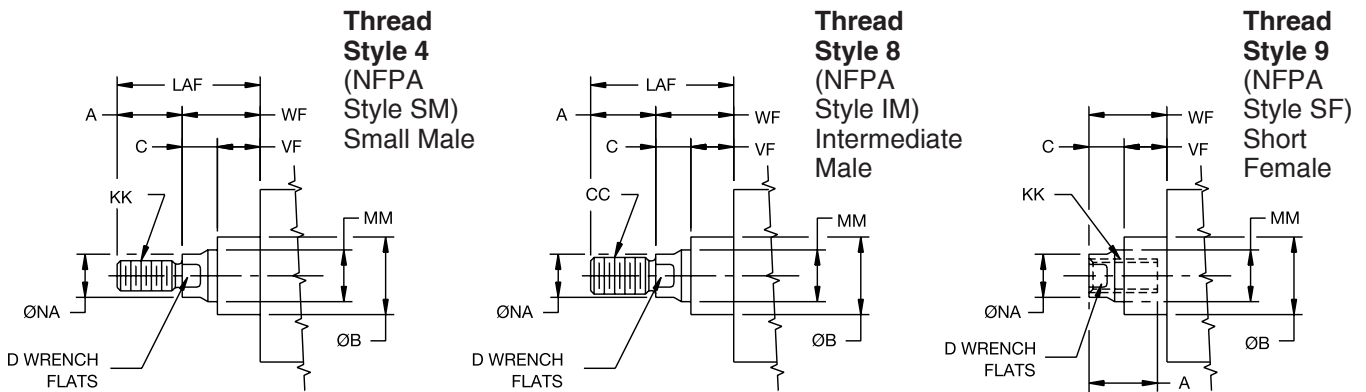 Thread
Style 4
(NFPA
Style SM)
Small Male
LAF
A
WF
C
VF
KK
MM
ØNA
ØB
D WRENCH
FLATS
Thread
Style 8
(NFPA
Style IM)
Intermediate
Male
LAF
A
WF
C
VF
CC
MM
ØNA
ØB
D WRENCH
FLATS
Thread
Style 9
(NFPA
Style SF)
Short
Female
WF
C
VF
KK
MM
ØNA
ØB
D WRENCH
FLATS
A